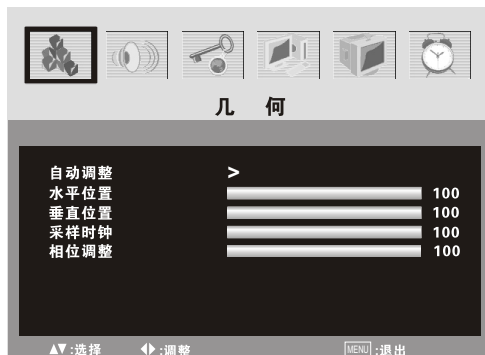 几 何
自动调整 >
水平位置 100
垂直位置 100
采样时钟 100
相位调整 100
▲▼:选择 ◀▶:调整 MENU:退出